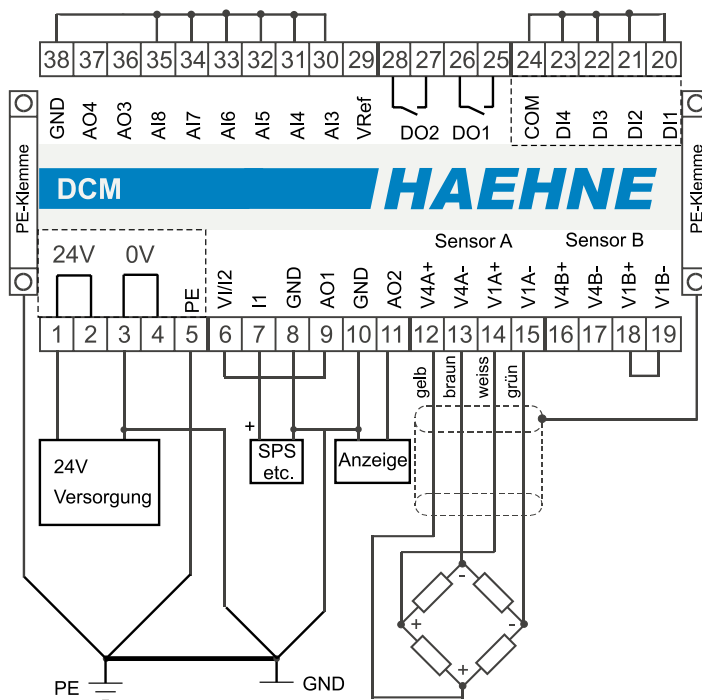 38 37 36 35 34 33 32 31 30 29 28 27 26 25 24 23 22 21 20
GND AO4 AO3 AI8 AI7 AI6 AI5 AI4 AI3 VRef DO2 DO1 COM DI4 DI3 DI2 DI1
PE-Klemme
DCM
HAEHNE
PE-Klemme
24V 0V
Sensor A Sensor B
PE VI/I2 I1 GND AO1 GND AO2 V4A+ V4A- V1A+ V1A- V4B+ V4B- V1B+ V1B-
1 2 3 4 5 6 7 8 9 10 11 12 13 14 15 16 17 18 19
gelb braun weiss grün
+
SPS
etc.
Anzeige
24V
Versorgung
-
+ -
+
PE
GND